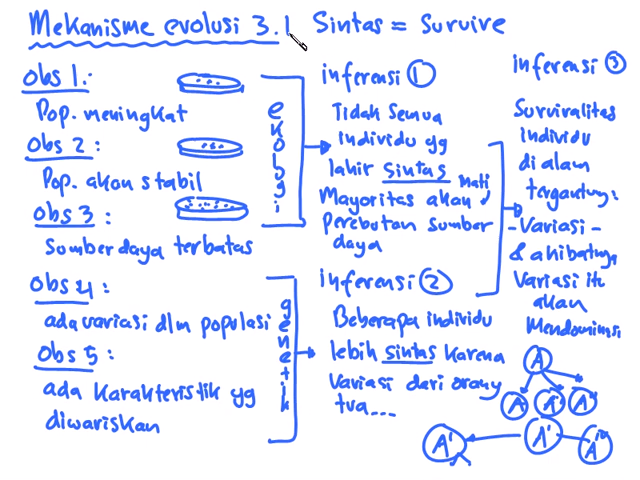 Mekanisme evolusi 3.1 Sintas = Survive
Obs 1:
Pop. meningkat
Obs 2 :
Pop. akan stabil
Obs 3 :
Sumber daya terbatas
ekologi
Obs 4 :
ada variasi dlm populasi
Obs 5 :
ada karakteristik yg
diwariskan
genetik
inferensi ①
Tidak semua
individu yg
lahir sintas
Mayoritas akan mati
Perebutan sumber
daya
inferensi ②
Beberapa individu
lebih sintas karena
Variasi dari orang
tua...
inferensi ③
Survivalitas
individu
di alam
tergantung:
-Variasi-
& akibatnya
Variasi itu
akan
Mendominasi
A
A A' A''
A' A' A'''